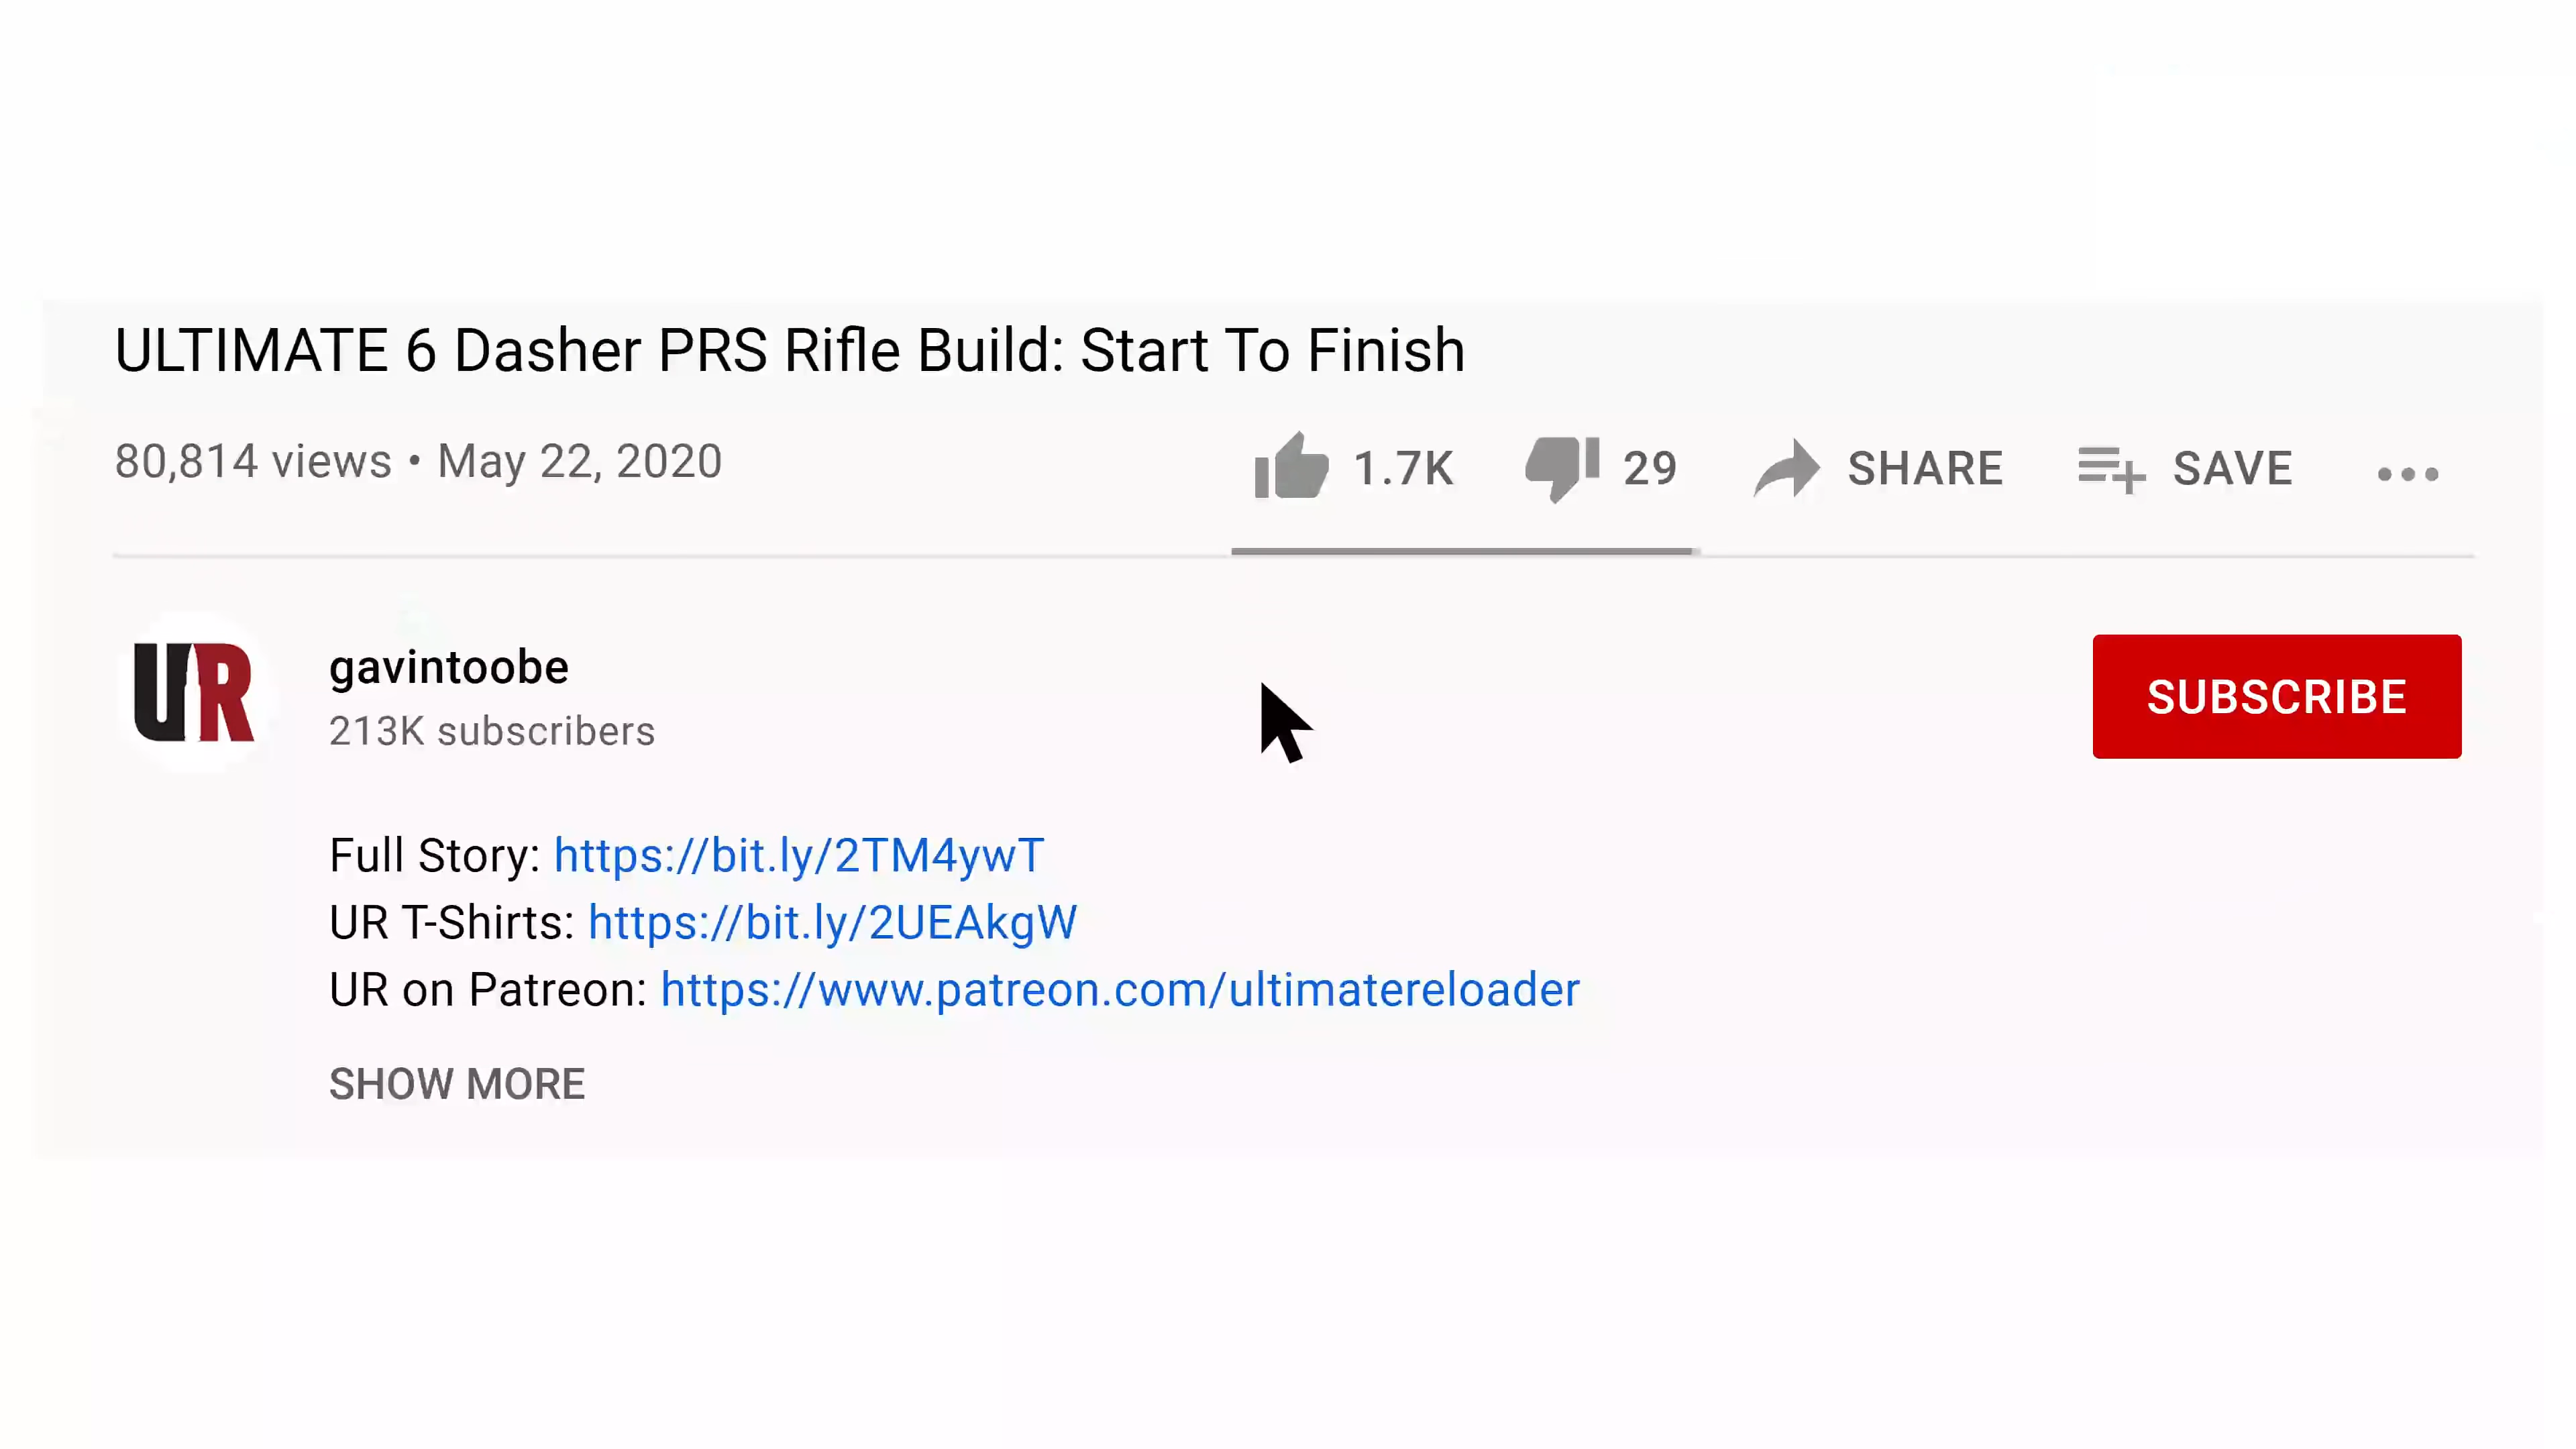 ULTIMATE 6 Dasher PRS Rifle Build: Start To Finish
80,814 views • May 22, 2020
1.7K 29 SHARE SAVE
UR
gavintoobe
213K subscribers
SUBSCRIBE
Full Story: https://bit.ly/2TM4ywT
UR T-Shirts: https://bit.ly/2UEAkgW
UR on Patreon: https://www.patreon.com/ultimatereloader
SHOW MORE